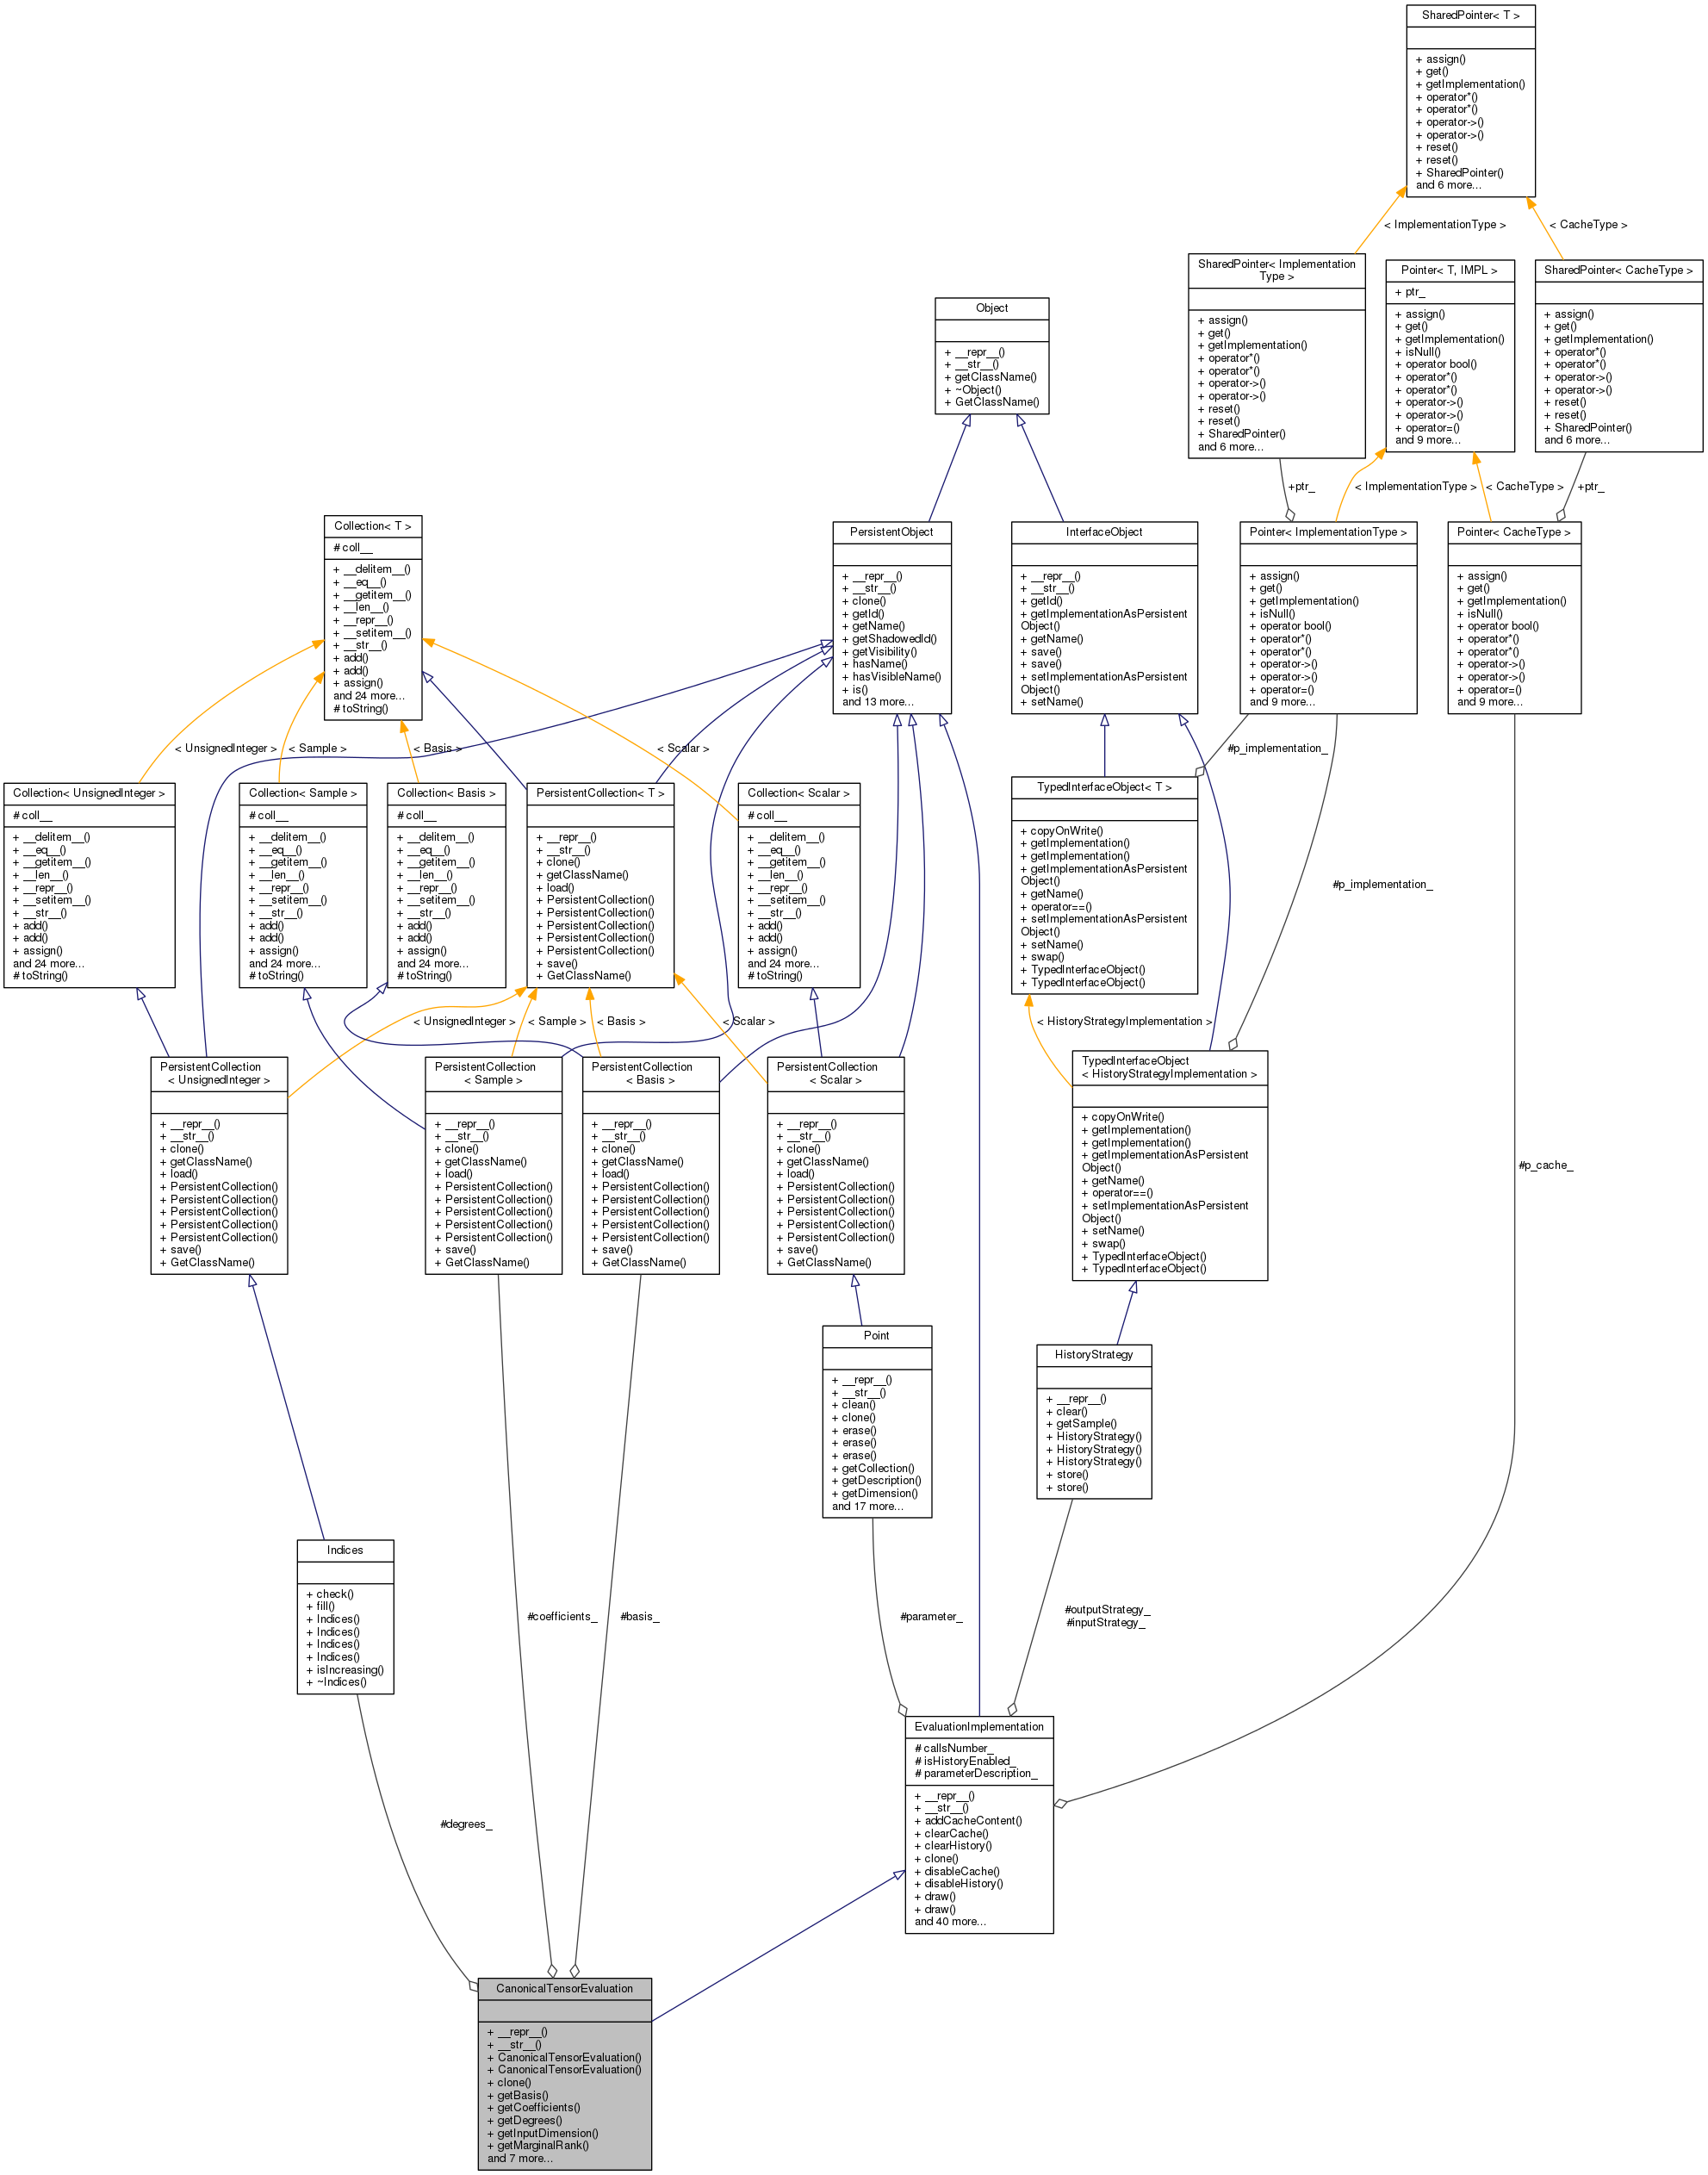 SharedPointer< T >
+ assign()
+ get()
+ getImplementation()
+ operator*()
+ operator*()
+ operator->()
+ operator->()
+ reset()
+ reset()
+ SharedPointer()
and 6 more...
< ImplementationType >
< CacheType >
SharedPointer< Implementation
Type >
+ assign()
+ get()
+ getImplementation()
+ operator*()
+ operator*()
+ operator->()
+ operator->()
+ reset()
+ reset()
+ SharedPointer()
and 6 more...
Pointer< T, IMPL >
+ ptr_
+ assign()
+ get()
+ getImplementation()
+ isNull()
+ operator bool()
+ operator*()
+ operator*()
+ operator->()
+ operator->()
+ operator=()
and 9 more...
SharedPointer< CacheType >
+ assign()
+ get()
+ getImplementation()
+ operator*()
+ operator*()
+ operator->()
+ operator->()
+ reset()
+ reset()
+ SharedPointer()
and 6 more...
Object
+ __repr__()
+ __str__()
+ getClassName()
+ ~Object()
+ GetClassName()
+ptr_
< ImplementationType >
< CacheType >
+ptr_
Collection< T >
# coll__
+ __delitem__()
+ __eq__()
+ __getitem__()
+ __len__()
+ __repr__()
+ __setitem__()
+ __str__()
+ add()
+ add()
+ assign()
and 24 more...
# toString()
PersistentObject
+ __repr__()
+ __str__()
+ clone()
+ getId()
+ getName()
+ getShadowedId()
+ getVisibility()
+ hasName()
+ hasVisibleName()
+ is()
and 13 more...
InterfaceObject
+ __repr__()
+ __str__()
+ getId()
+ getImplementationAsPersistent
Object()
+ getName()
+ save()
+ save()
+ setImplementationAsPersistent
Object()
+ setName()
Pointer< ImplementationType >
+ assign()
+ get()
+ getImplementation()
+ isNull()
+ operator bool()
+ operator*()
+ operator*()
+ operator->()
+ operator->()
+ operator=()
and 9 more...
Pointer< CacheType >
+ assign()
+ get()
+ getImplementation()
+ isNull()
+ operator bool()
+ operator*()
+ operator*()
+ operator->()
+ operator->()
+ operator=()
and 9 more...
< UnsignedInteger >
< Sample >
< Basis >
< Scalar >
#p_implementation_
Collection< UnsignedInteger >
# coll__
+ __delitem__()
+ __eq__()
+ __getitem__()
+ __len__()
+ __repr__()
+ __setitem__()
+ __str__()
+ add()
+ add()
+ assign()
and 24 more...
# toString()
Collection< Sample >
# coll__
+ __delitem__()
+ __eq__()
+ __getitem__()
+ __len__()
+ __repr__()
+ __setitem__()
+ __str__()
+ add()
+ add()
+ assign()
and 24 more...
# toString()
Collection< Basis >
# coll__
+ __delitem__()
+ __eq__()
+ __getitem__()
+ __len__()
+ __repr__()
+ __setitem__()
+ __str__()
+ add()
+ add()
+ assign()
and 24 more...
# toString()
PersistentCollection< T >
+ __repr__()
+ __str__()
+ clone()
+ getClassName()
+ load()
+ PersistentCollection()
+ PersistentCollection()
+ PersistentCollection()
+ PersistentCollection()
+ PersistentCollection()
+ save()
+ GetClassName()
Collection< Scalar >
# coll__
+ __delitem__()
+ __eq__()
+ __getitem__()
+ __len__()
+ __repr__()
+ __setitem__()
+ __str__()
+ add()
+ add()
+ assign()
and 24 more...
# toString()
TypedInterfaceObject< T >
+ copyOnWrite()
+ getImplementation()
+ getImplementation()
+ getImplementationAsPersistent
Object()
+ getName()
+ operator==()
+ setImplementationAsPersistent
Object()
+ setName()
+ swap()
+ TypedInterfaceObject()
+ TypedInterfaceObject()
#p_implementation_
< UnsignedInteger >
< Sample >
< Basis >
< Scalar >
< HistoryStrategyImplementation >
PersistentCollection
< UnsignedInteger >
+ __repr__()
+ __str__()
+ clone()
+ getClassName()
+ load()
+ PersistentCollection()
+ PersistentCollection()
+ PersistentCollection()
+ PersistentCollection()
+ PersistentCollection()
+ save()
+ GetClassName()
PersistentCollection
< Sample >
+ __repr__()
+ __str__()
+ clone()
+ getClassName()
+ load()
+ PersistentCollection()
+ PersistentCollection()
+ PersistentCollection()
+ PersistentCollection()
+ PersistentCollection()
+ save()
+ GetClassName()
PersistentCollection
< Basis >
+ __repr__()
+ __str__()
+ clone()
+ getClassName()
+ load()
+ PersistentCollection()
+ PersistentCollection()
+ PersistentCollection()
+ PersistentCollection()
+ PersistentCollection()
+ save()
+ GetClassName()
PersistentCollection
< Scalar >
+ __repr__()
+ __str__()
+ clone()
+ getClassName()
+ load()
+ PersistentCollection()
+ PersistentCollection()
+ PersistentCollection()
+ PersistentCollection()
+ PersistentCollection()
+ save()
+ GetClassName()
TypedInterfaceObject
< HistoryStrategyImplementation >
+ copyOnWrite()
+ getImplementation()
+ getImplementation()
+ getImplementationAsPersistent
Object()
+ getName()
+ operator==()
+ setImplementationAsPersistent
Object()
+ setName()
+ swap()
+ TypedInterfaceObject()
+ TypedInterfaceObject()
#p_cache_
Point
+ __repr__()
+ __str__()
+ clean()
+ clone()
+ erase()
+ erase()
+ erase()
+ getCollection()
+ getDescription()
+ getDimension()
and 17 more...
HistoryStrategy
+ __repr__()
+ clear()
+ getSample()
+ HistoryStrategy()
+ HistoryStrategy()
+ HistoryStrategy()
+ store()
+ store()
Indices
+ check()
+ fill()
+ Indices()
+ Indices()
+ Indices()
+ Indices()
+ isIncreasing()
+ ~Indices()
#coefficients_
#basis_
#parameter_
#outputStrategy_
#inputStrategy_
EvaluationImplementation
# callsNumber_
# isHistoryEnabled_
# parameterDescription_
+ __repr__()
+ __str__()
+ addCacheContent()
+ clearCache()
+ clearHistory()
+ clone()
+ disableCache()
+ disableHistory()
+ draw()
+ draw()
and 40 more...
#degrees_
CanonicalTensorEvaluation
+ __repr__()
+ __str__()
+ CanonicalTensorEvaluation()
+ CanonicalTensorEvaluation()
+ clone()
+ getBasis()
+ getCoefficients()
+ getDegrees()
+ getInputDimension()
+ getMarginalRank()
and 7 more...